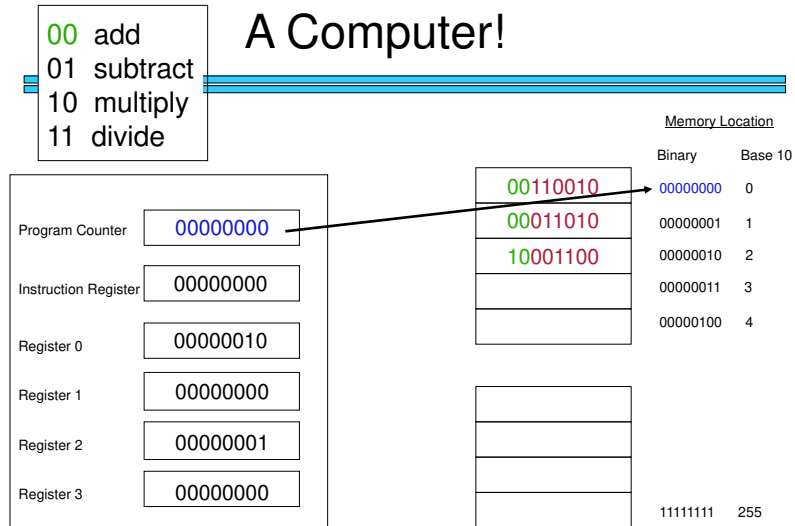 A Computer!
00 add
01 subtract
10 multiply
11 divide
Memory Location
Binary Base 10
00110010 00000000 0
00011010 00000001 1
10001100 00000010 2
00000011 3
00000100 4
11111111 255
Program Counter 00000000
Instruction Register 00000000
Register 0 00000010
Register 1 00000000
Register 2 00000001
Register 3 00000000